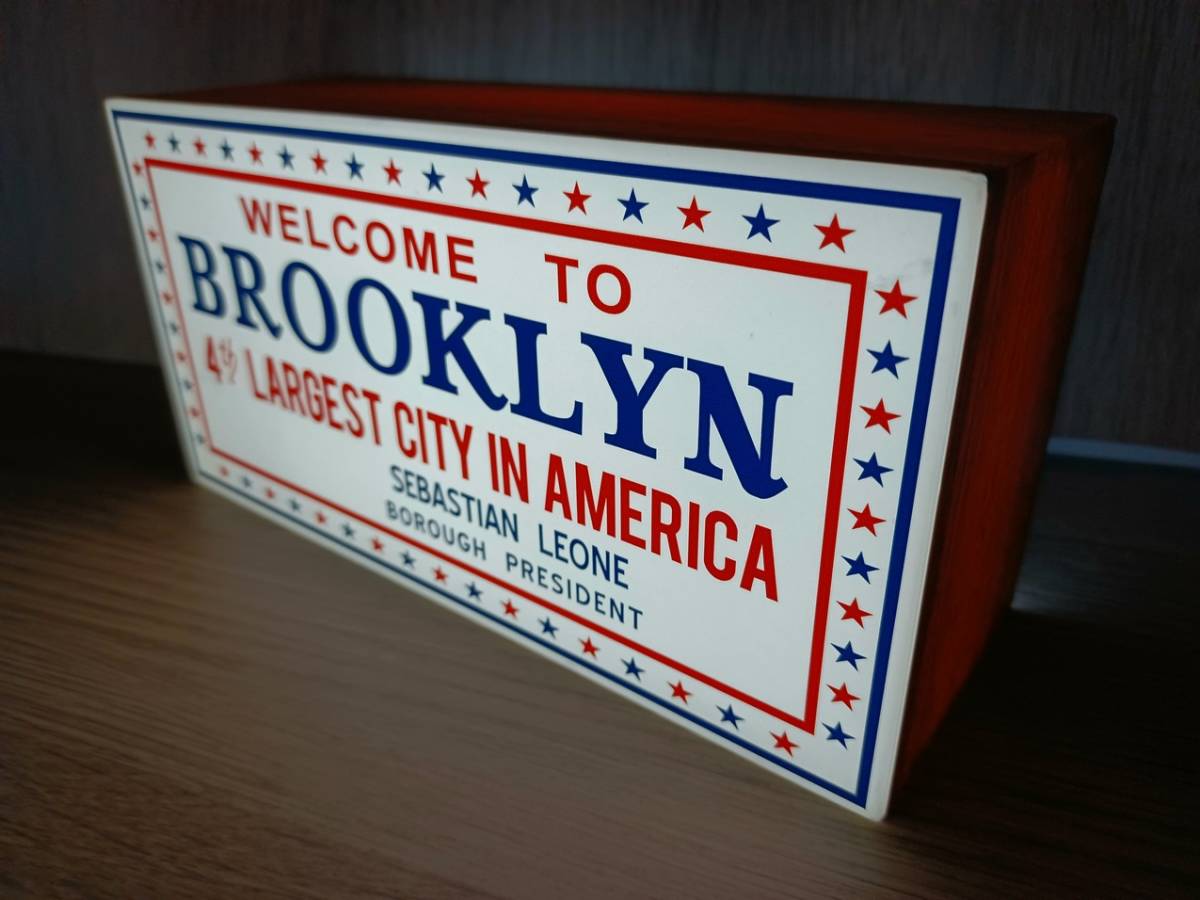 WELCOME TO
BROOKLYN
4th LARGEST CITY IN AMERICA
SEBASTIAN LEONE
BOROUGH PRESIDENT